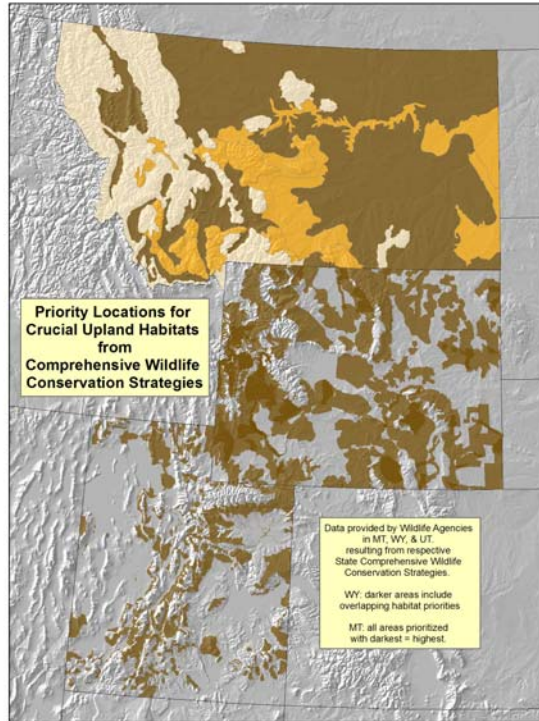 Priority Locations for
Crucial Upland Habitats
from
Comprehensive Wildlife
Conservation Strategies
Data provided by Wildlife Agencies
in MT, WY, & UT.
resulting from respective
State Comprehensive Wildlife
Conservation Strategies.
WY: darker areas include
overlapping habitat priorities
MT: all areas prioritized
with darkest = highest.